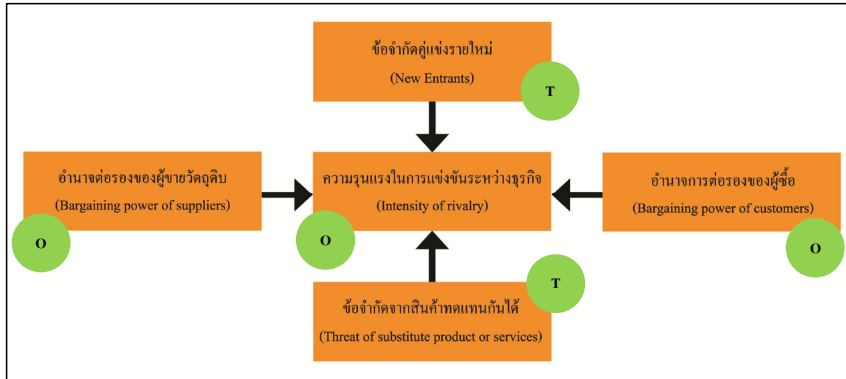 ข้อจำกัดคู่แข่งรายใหม่
(New Entrants)
T
อำนาจต่อรองของผู้ขายวัตถุดิบ
(Bargaining power of suppliers)
O
ความรุนแรงในการแข่งขันระหว่างธุรกิจ
(Intensity of rivalry)
O
อำนาจการต่อรองของผู้ซื้อ
(Bargaining power of customers)
O
T
ข้อจำกัดจากสินค้าทดแทนกันได้
(Threat of substitute product or services)